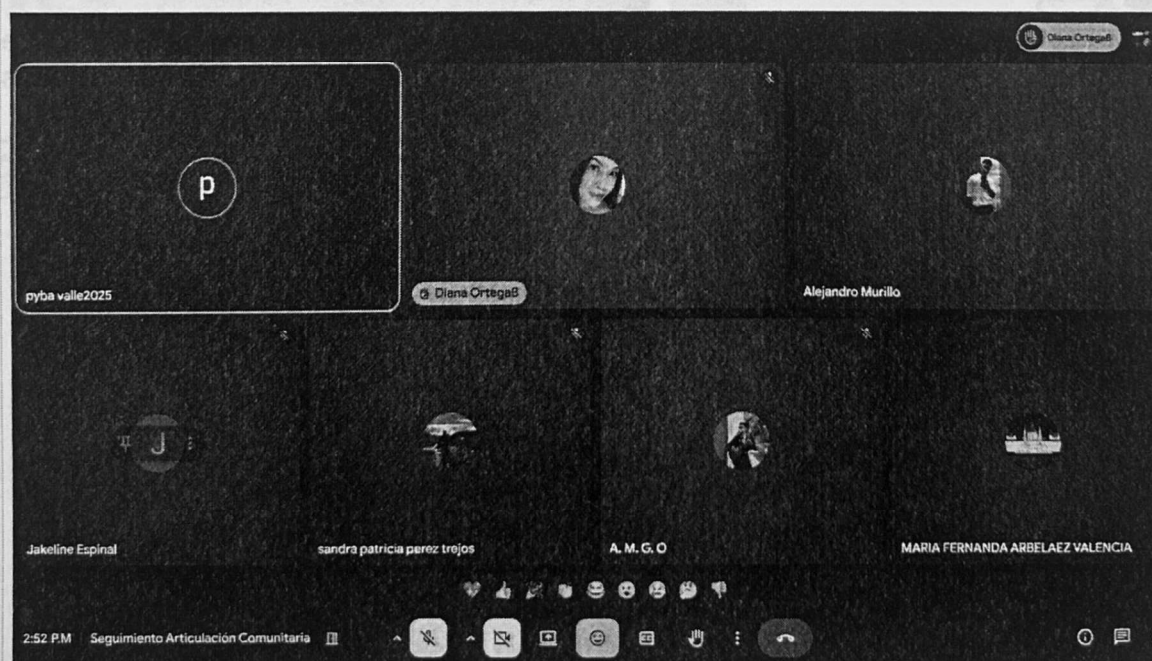 Diana OrtegaB
p
pyba valle2025
Diana OrtegaB
Alejandro Murillo
J
Jakeline Espinal
sandra patricia perez trejos
A. M. G. O
MARIA FERNANDA ARBELAEZ VALENCIA
2:52 P.M Seguimiento Articulación Comunitaria